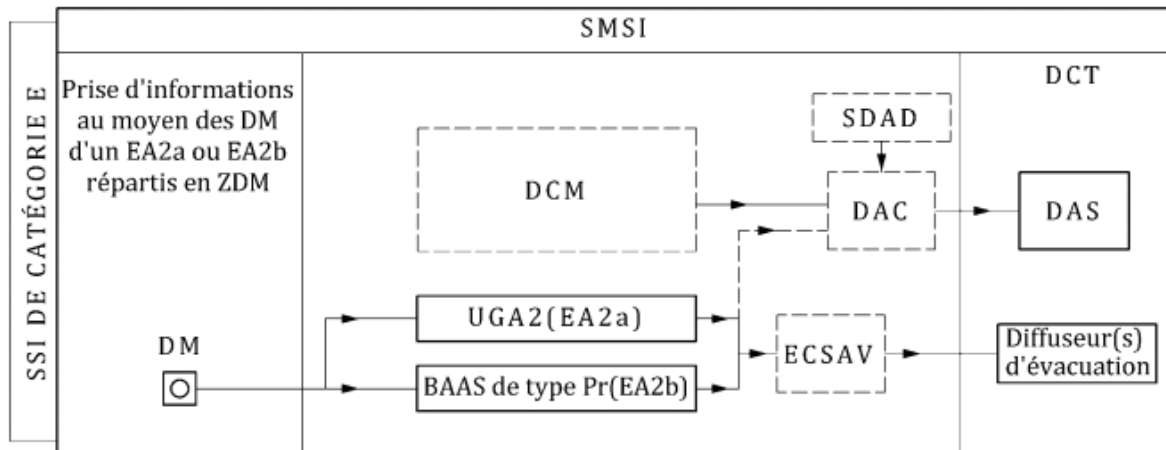 SSI DE CATÉGORIE E
SMSI
Prise d'informations
au moyen des DM
d'un EA2a ou EA2b
répartis en ZDM
DCT
SDAD
DCM
DAC
DAS
UGA2(EA2a)
DM
ECSAV
Diffuseur(s)
d'évacuation
BAAS de type Pr(EA2b)